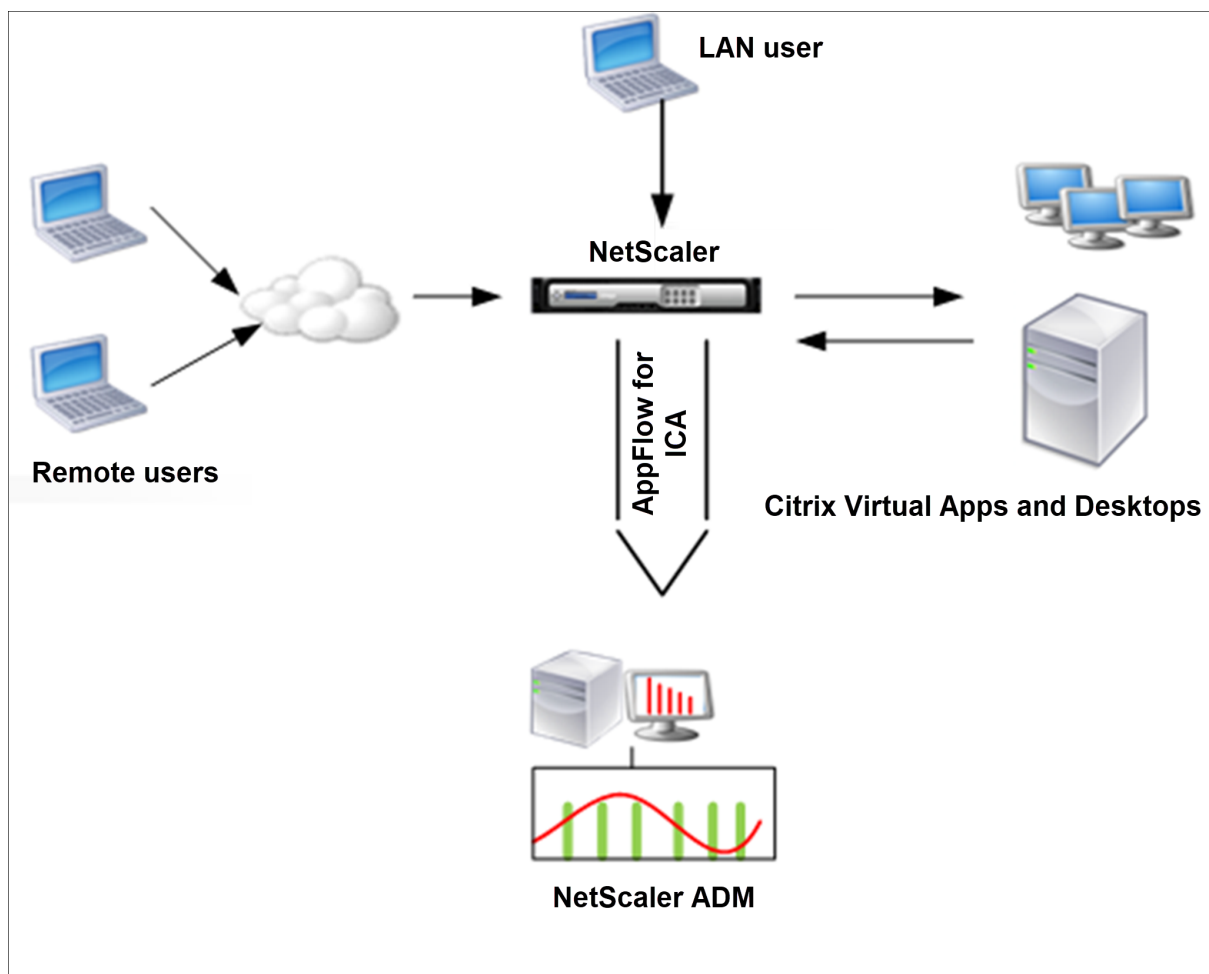 LAN user
NetScaler
AppFlow for
ICA
Remote users
Citrix Virtual Apps and Desktops
NetScaler ADM